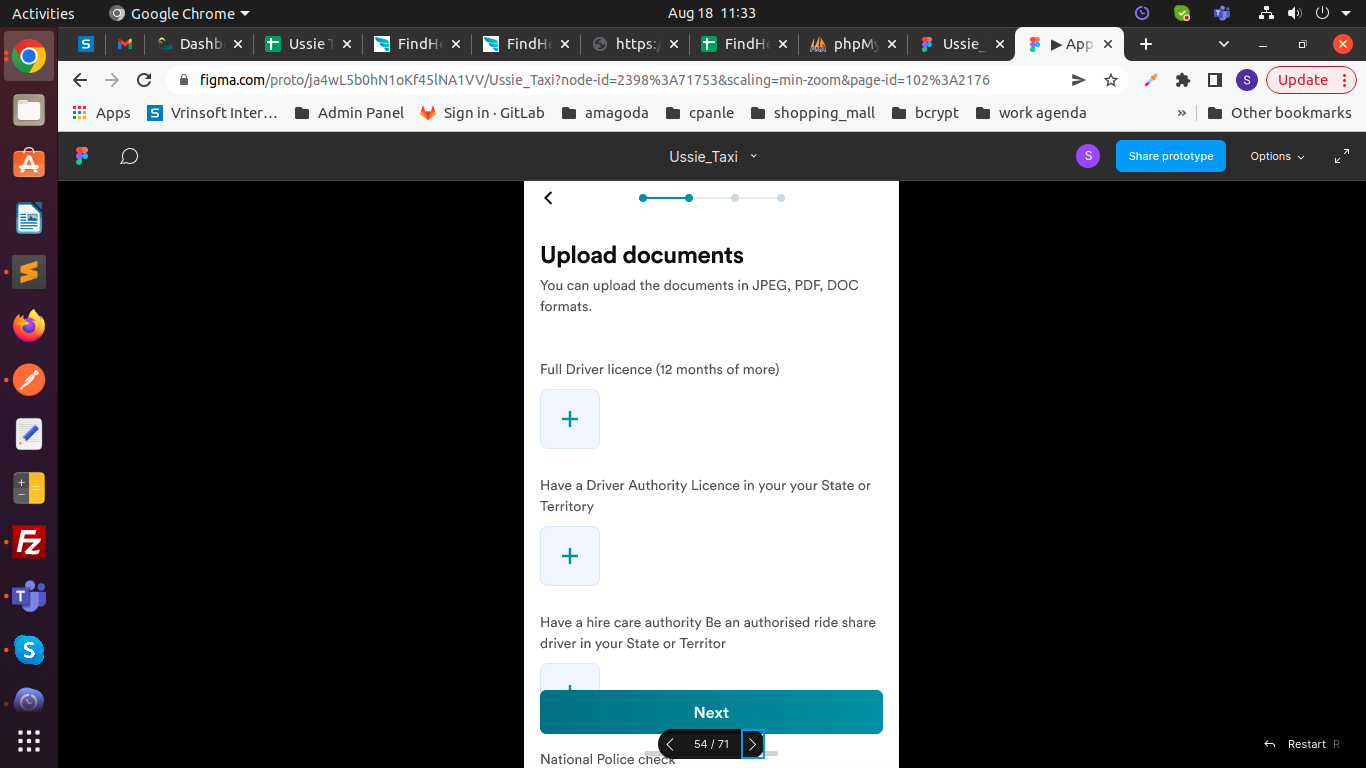 Activities
Google Chrome
Aug 18 11:33
S
Dashb
Ussie T
FindHe
FindHe
https:/
FindHe
phpMy
Ussie_
▶ App
figma.com/proto/ja4wL5b0hN1oKf45lNA1VV/Ussie_Taxi?node-id=2398%3A71753&scaling=min-zoom&page-id=102%3A2176
S
Update
Apps
S
Vrinsoft Inter…
Admin Panel
Sign in · GitLab
amagoda
cpanle
shopping_mall
bcrypt
work agenda
»
Other bookmarks
Ussie_Taxi
S
Share prototype
Options
Upload documents
You can upload the documents in JPEG, PDF, DOC
formats.
Full Driver licence (12 months of more)
+
Have a Driver Authority Licence in your your State or
Territory
+
Have a hire care authority Be an authorised ride share
driver in your State or Territor
Next
54 / 71
National Police check
Restart R